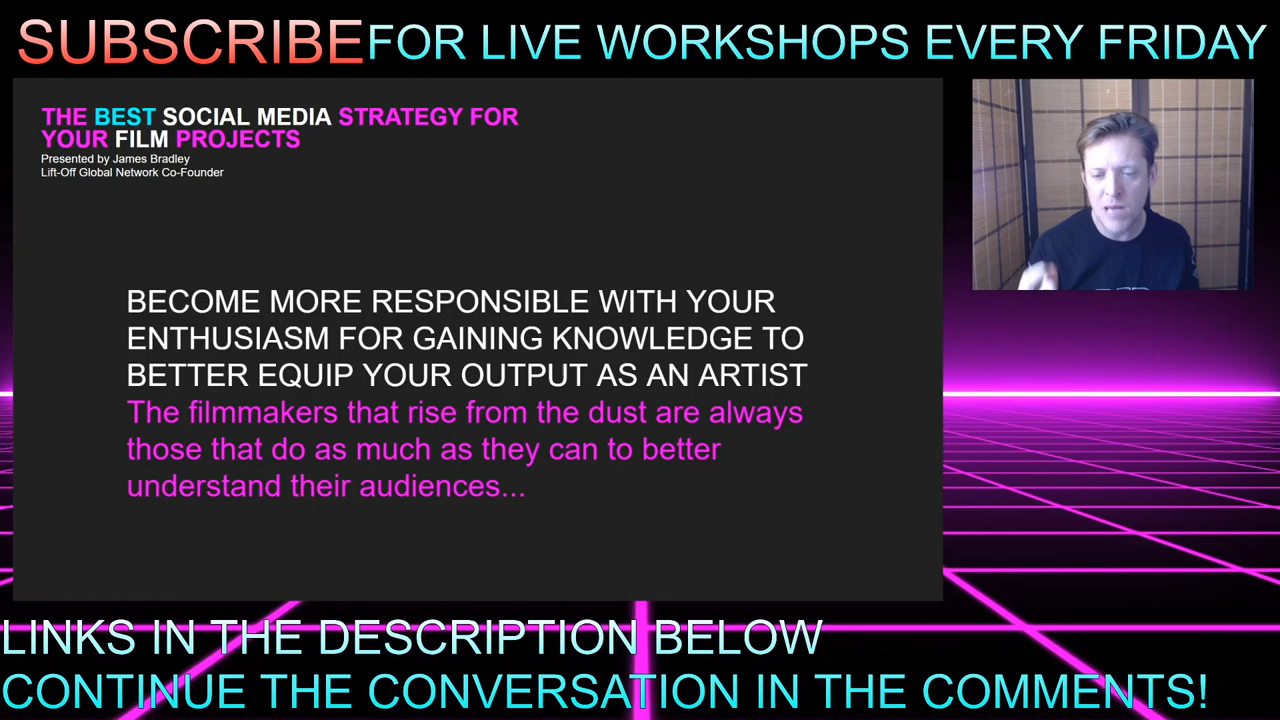 SUBSCRIBE FOR LIVE WORKSHOPS EVERY FRIDAY
THE BEST SOCIAL MEDIA STRATEGY FOR
YOUR FILM PROJECTS
Presented by James Bradley
Lift-Off Global Network Co-Founder
BECOME MORE RESPONSIBLE WITH YOUR
ENTHUSIASM FOR GAINING KNOWLEDGE TO
BETTER EQUIP YOUR OUTPUT AS AN ARTIST
The filmmakers that rise from the dust are always
those that do as much as they can to better
understand their audiences...
LINKS IN THE DESCRIPTION BELOW
CONTINUE THE CONVERSATION IN THE COMMENTS!